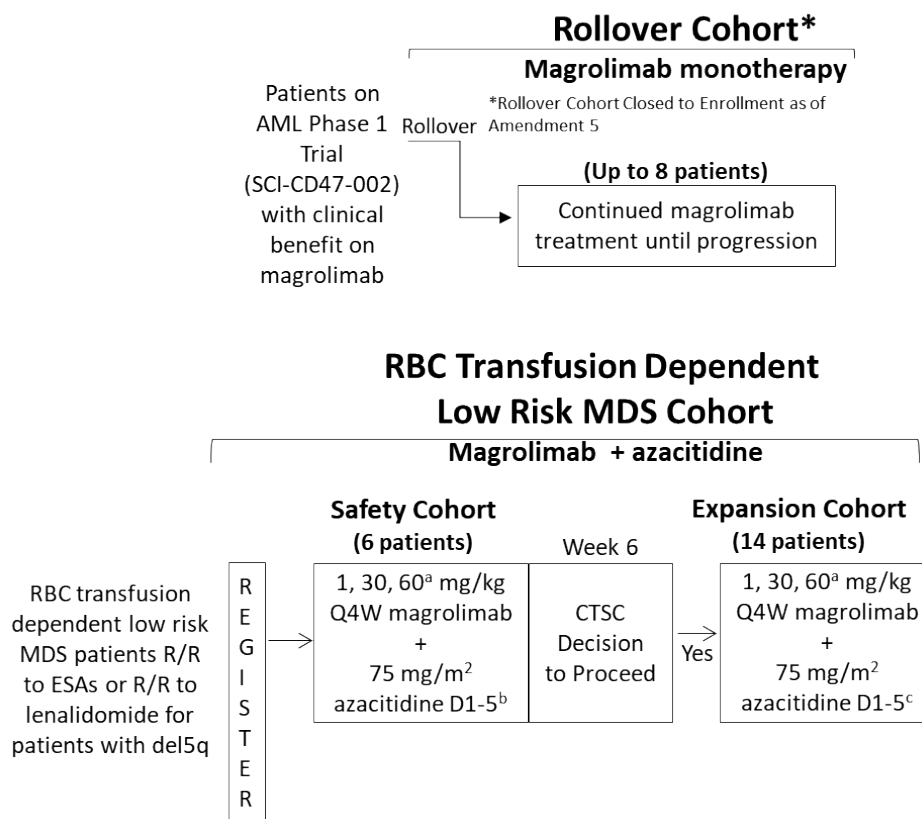 Rollover Cohort*
Magrolimab monotherapy
*Rollover Cohort Closed to Enrollment as of
Amendment 5
Patients on
AML Phase 1
Trial
(SCI-CD47-002)
with clinical
benefit on
magrolimab
Rollover
(Up to 8 patients)
Continued magrolimab
treatment until progression
RBC Transfusion Dependent
Low Risk MDS Cohort
Magrolimab + azacitidine
RBC transfusion
dependent low risk
MDS patients R/R
to ESAs or R/R to
lenalidomide for
patients with del5q
R
E
G
I
S
T
E
R
Safety Cohort
(6 patients)
1, 30, 60ᵃ mg/kg
Q4W magrolimab
+
75 mg/m²
azacitidine D1-5ᵇ
Week 6
CTSC
Decision
to Proceed
Yes
Expansion Cohort
(14 patients)
1, 30, 60ᵃ mg/kg
Q4W magrolimab
+
75 mg/m²
azacitidine D1-5ᶜ